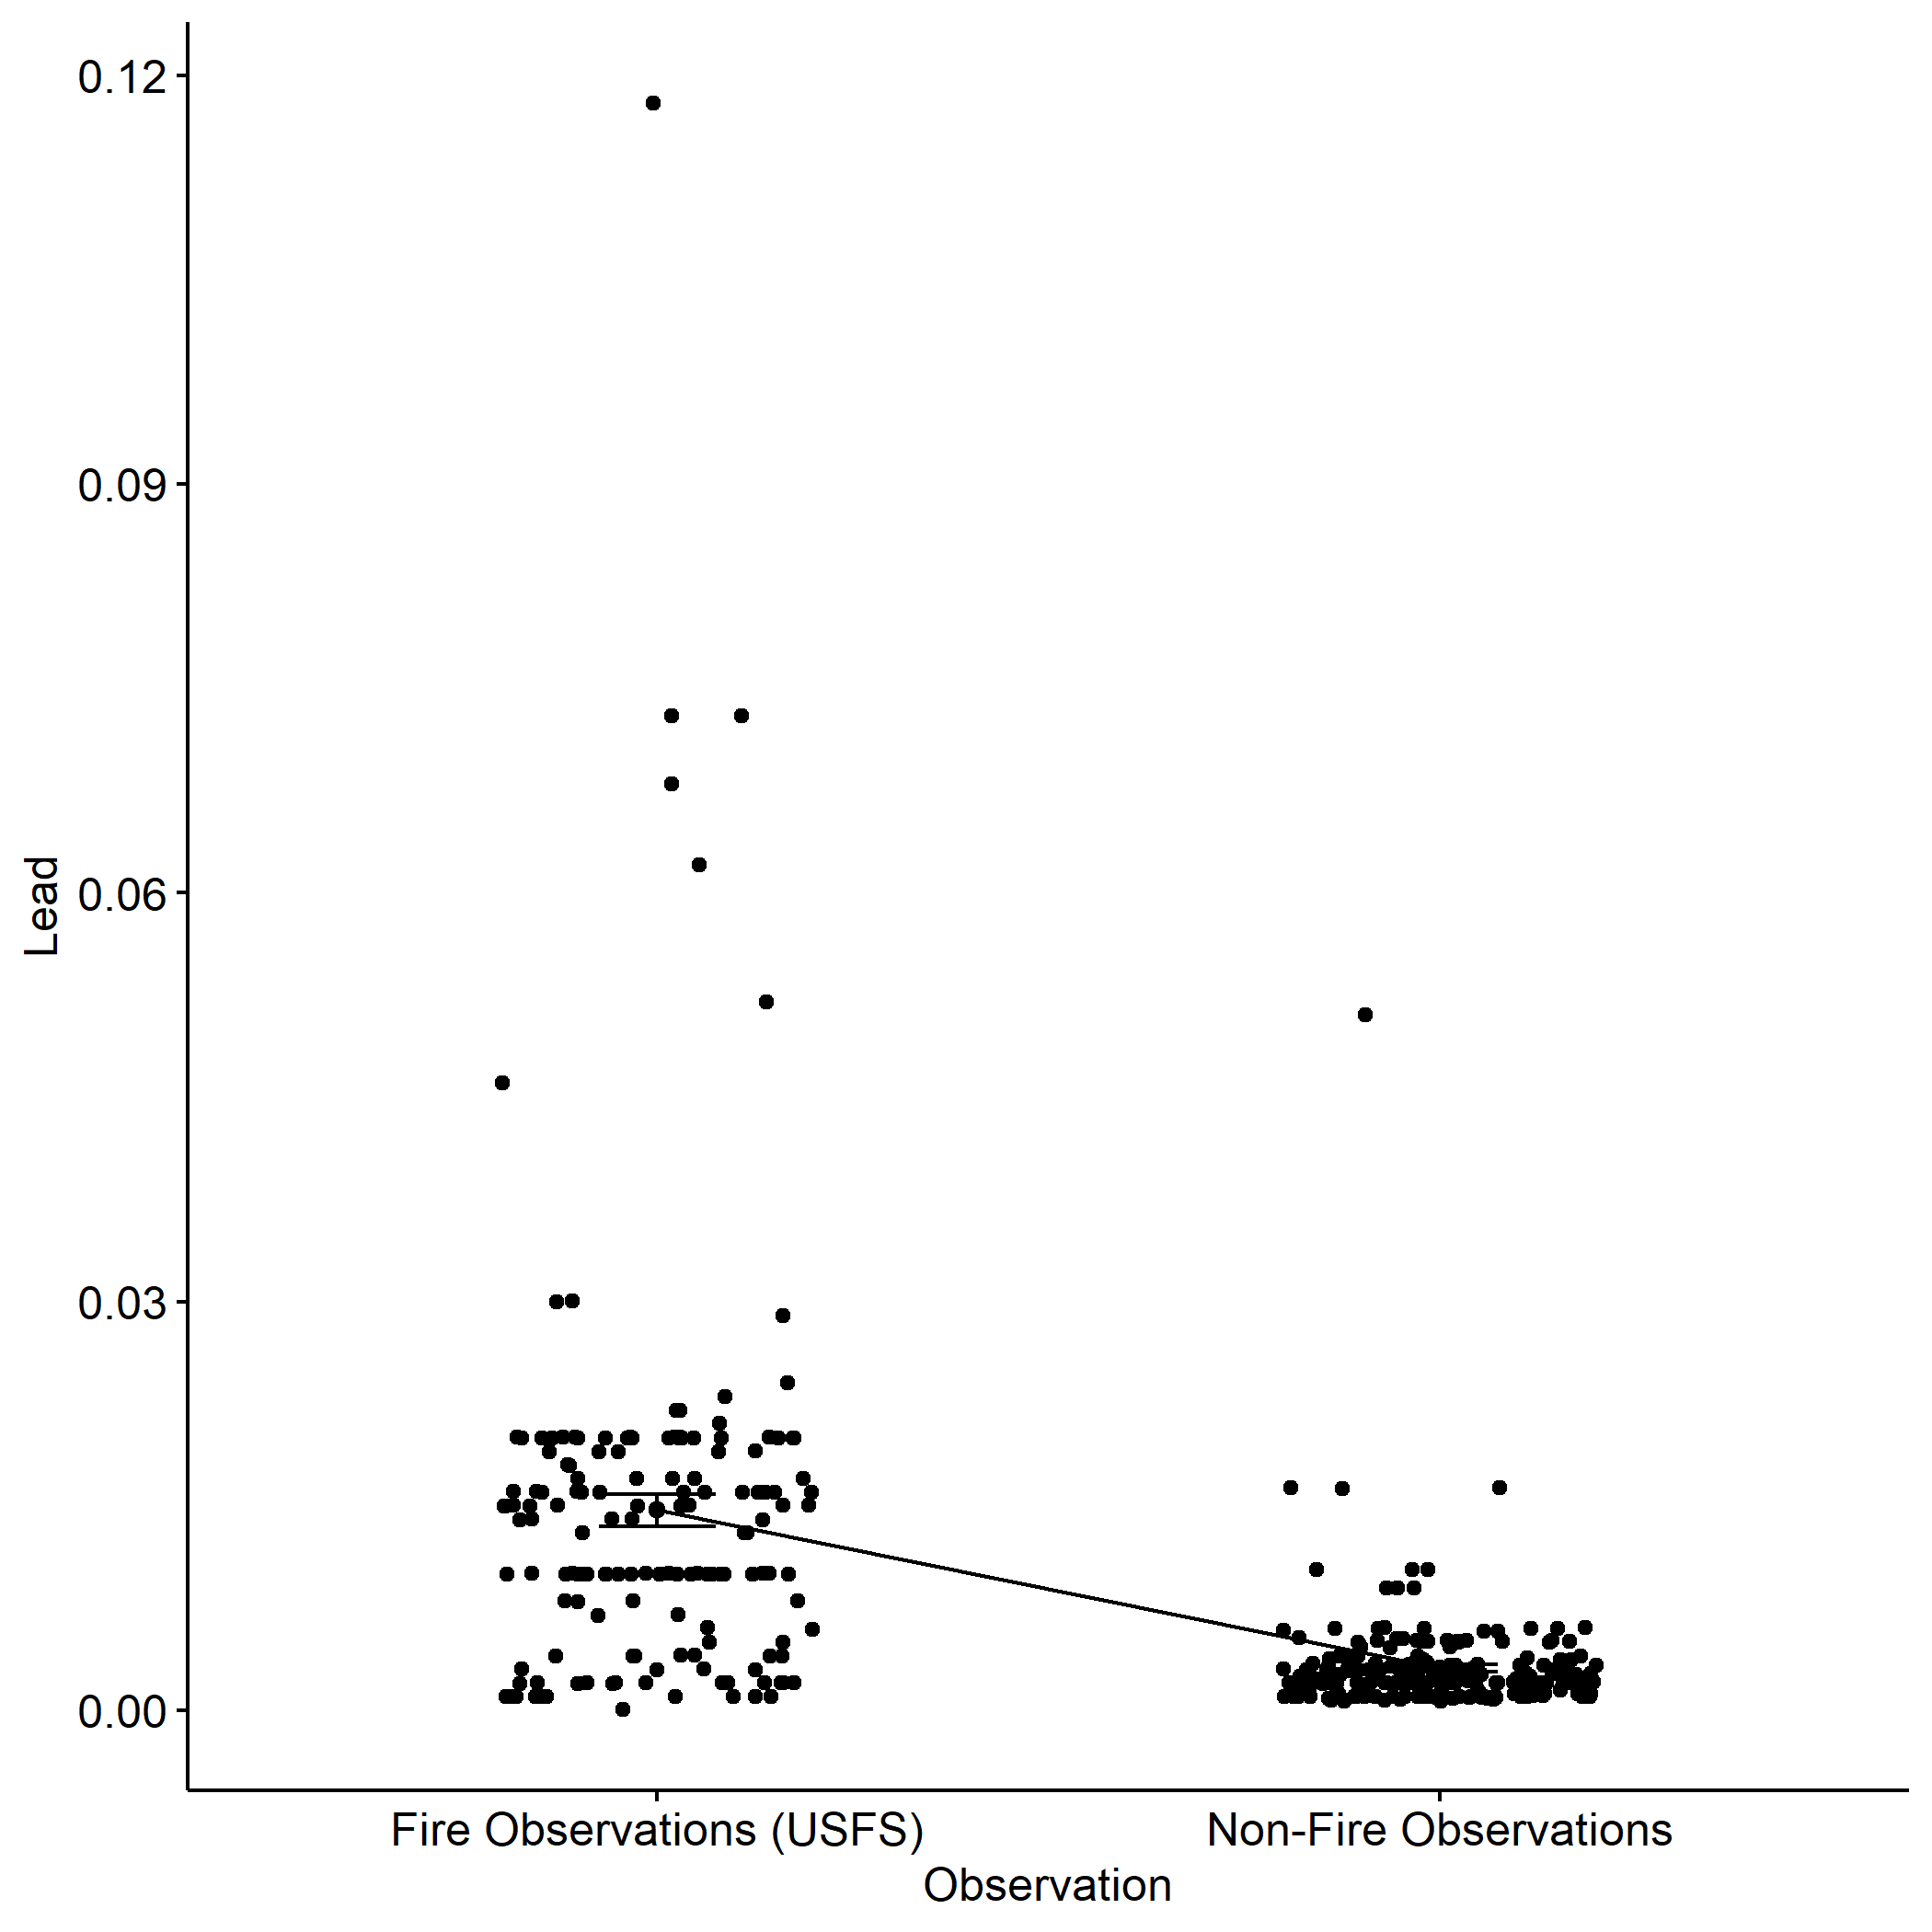 0.12
0.09
0.06
0.03
0.00
Lead
Fire Observations (USFS)
Non-Fire Observations
Observation